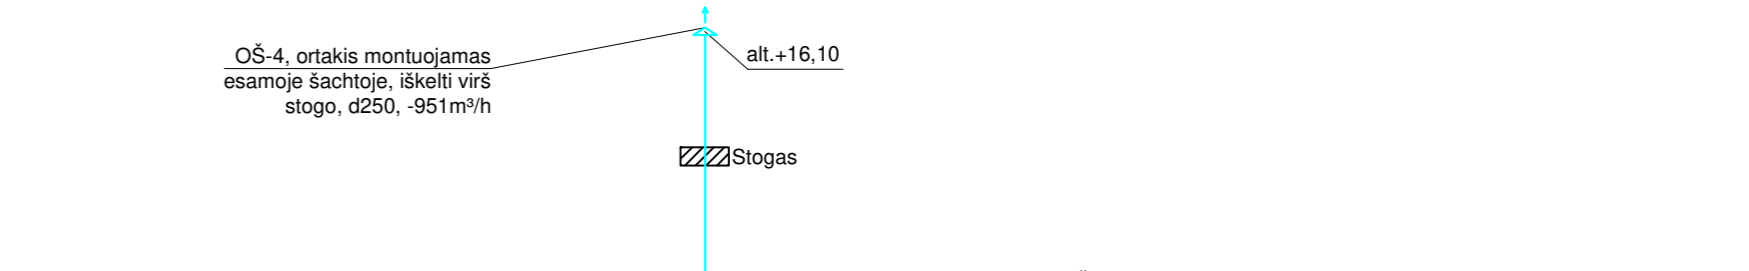 OŠ-4, ortakis montuojamas
esamoje šachtoje, iškelti virš
stogo, d250, -951m³/h
alt.+16,10
Stogas